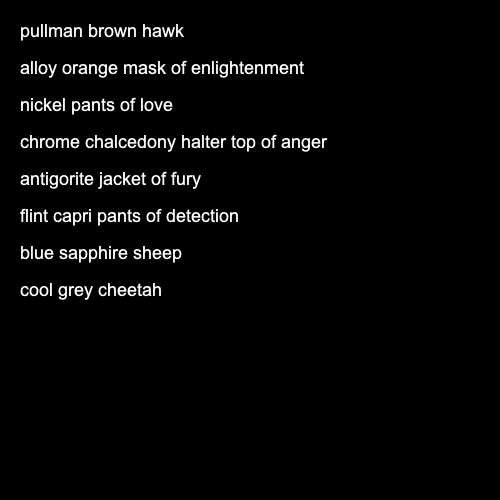 pullman brown hawk
alloy orange mask of enlightenment
nickel pants of love
chrome chalcedony halter top of anger
antigorite jacket of fury
flint capri pants of detection
blue sapphire sheep
cool grey cheetah